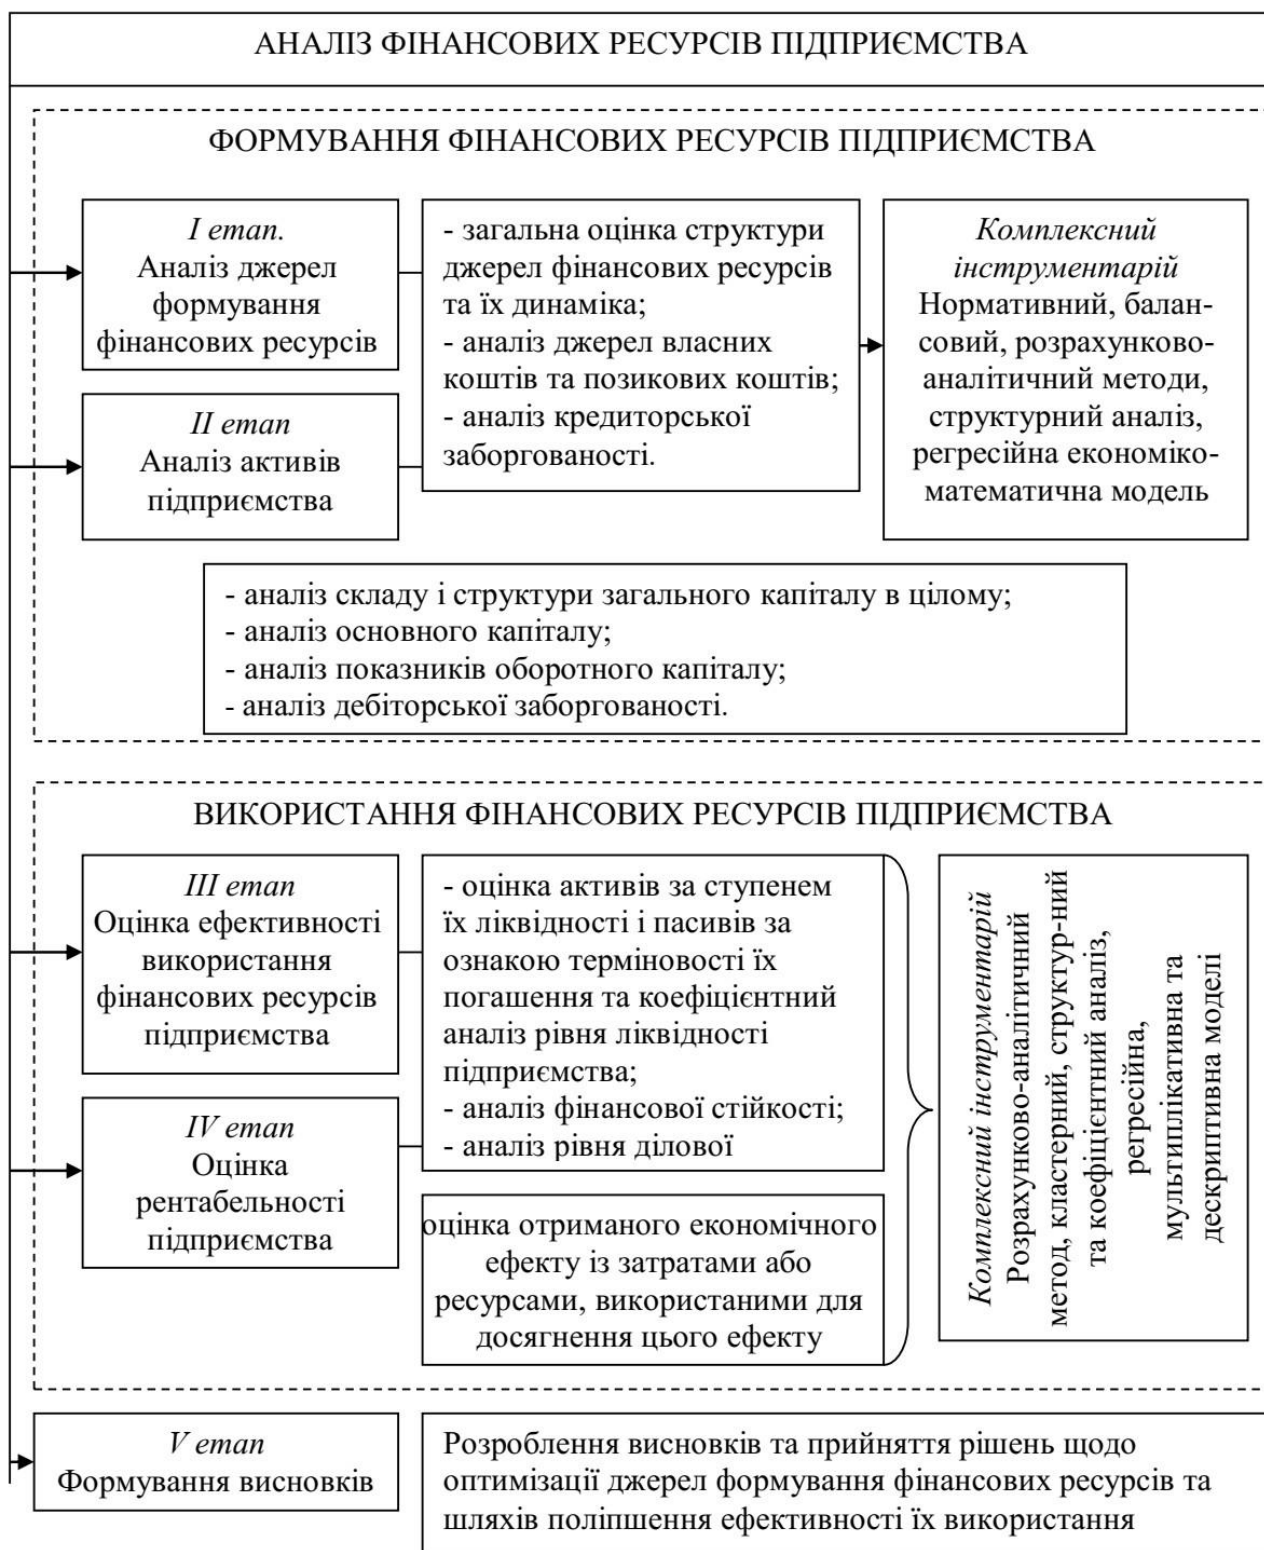 АНАЛІЗ ФІНАНСОВИХ РЕСУРСІВ ПІДПРИЄМСТВА
ФОРМУВАННЯ ФІНАНСОВИХ РЕСУРСІВ ПІДПРИЄМСТВА
І етап.
Аналіз джерел
формування
фінансових ресурсів
- загальна оцінка структури
джерел фінансових ресурсів
та їх динаміка;
- аналіз джерел власних
коштів та позикових коштів;
- аналіз кредиторської
заборгованості.
Комплексний
інструментарій
Нормативний, балан-
совий, розрахунково-
аналітичний методи,
структурний аналіз,
регресійна економіко-
математична модель
ІІ етап
Аналіз активів
підприємства
- аналіз складу і структури загального капіталу в цілому;
- аналіз основного капіталу;
- аналіз показників оборотного капіталу;
- аналіз дебіторської заборгованості.
ВИКОРИСТАННЯ ФІНАНСОВИХ РЕСУРСІВ ПІДПРИЄМСТВА
ІІІ етап
Оцінка ефективності
використання
фінансових ресурсів
підприємства
- оцінка активів за ступенем
їх ліквідності і пасивів за
ознакою терміновості їх
погашення та коефіцієнтний
аналіз рівня ліквідності
підприємства;
- аналіз фінансової стійкості;
- аналіз рівня ділової
Комплексний інструментарій
Розрахунково-аналітичний
метод, кластерний, структур-ний
та коефіцієнтний аналіз,
регресійна,
мультиплікативна та
дескриптивна моделі
IV етап
Оцінка
рентабельності
підприємства
оцінка отриманого економічного
ефекту із затратами або
ресурсами, використаними для
досягнення цього ефекту
V етап
Формування висновків
Розроблення висновків та прийняття рішень щодо
оптимізації джерел формування фінансових ресурсів та
шляхів поліпшення ефективності їх використання